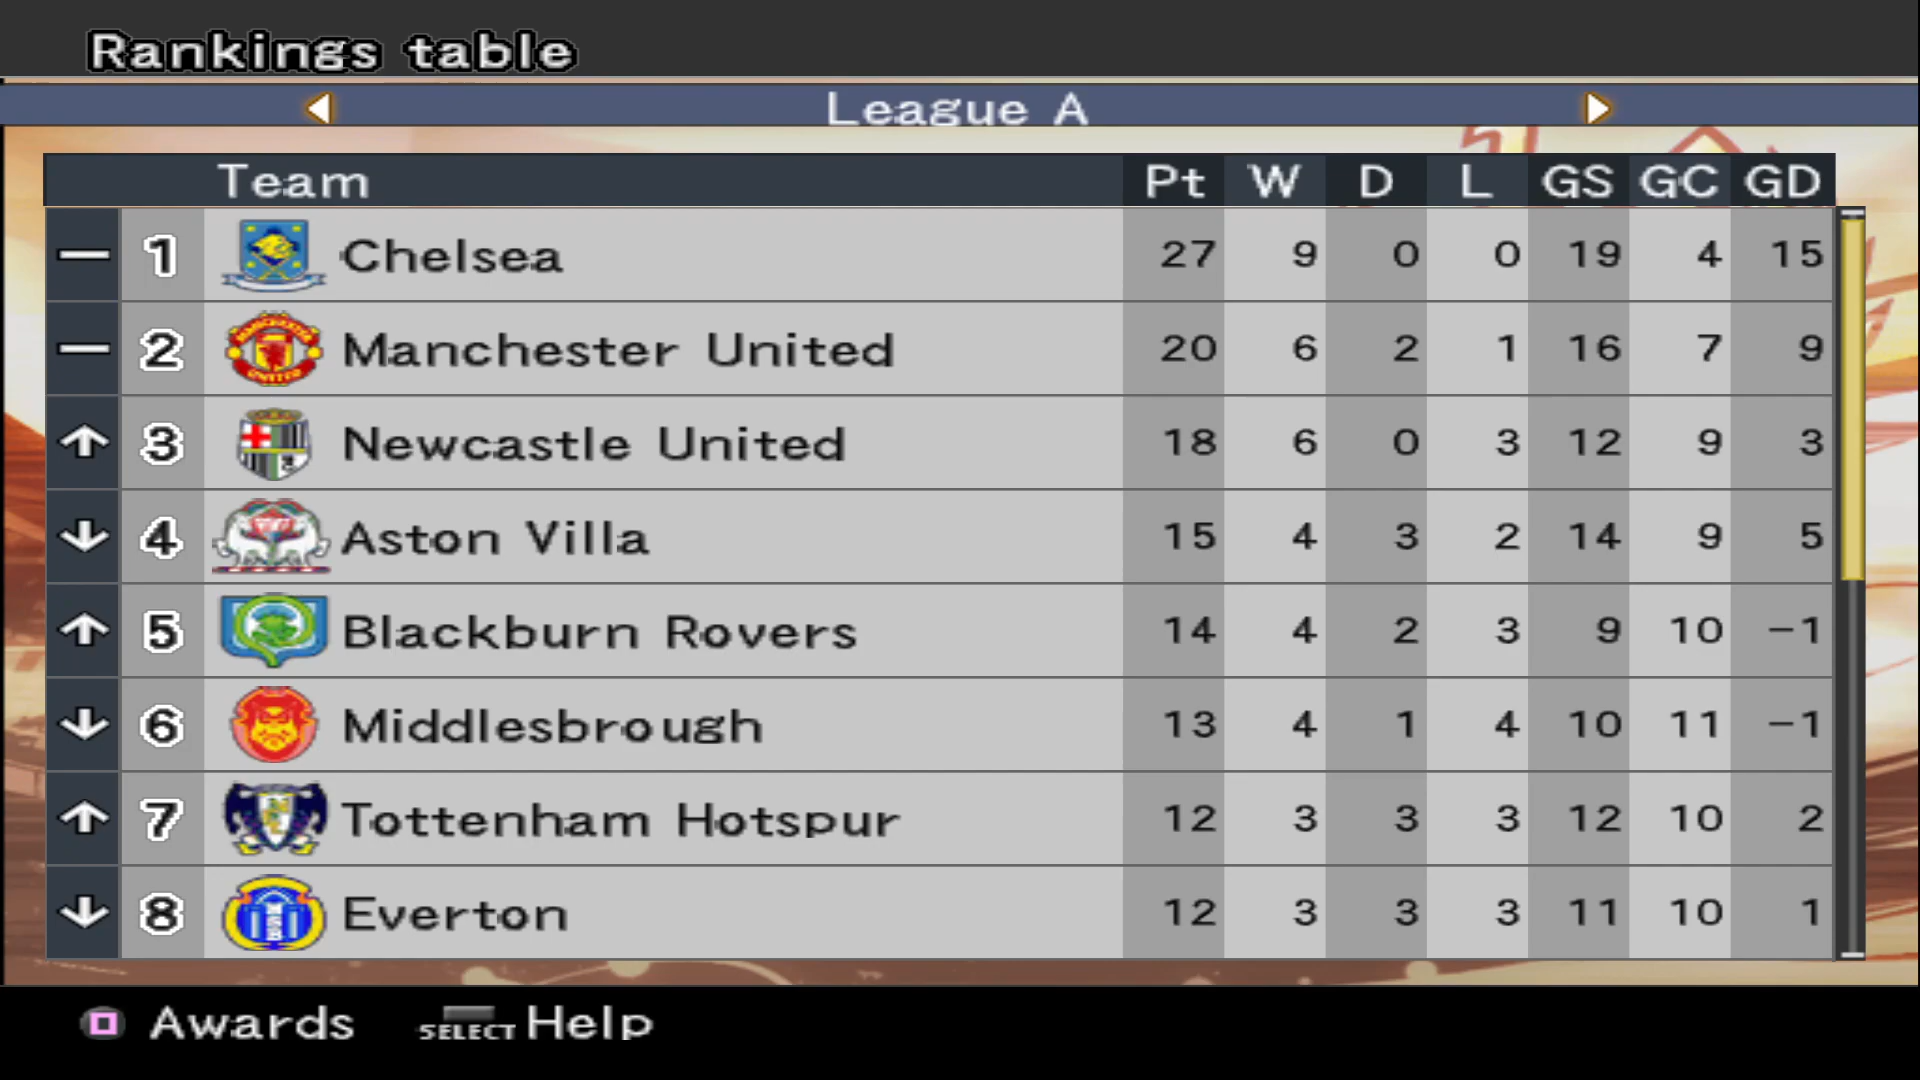 Rankings table
League A
Team Pt W D L GS GC GD
1 Chelsea 27 9 0 0 19 4 15
2 Manchester United 20 6 2 1 16 7 9
3 Newcastle United 18 6 0 3 12 9 3
4 Aston Villa 15 4 3 2 14 9 5
5 Blackburn Rovers 14 4 2 3 9 10 -1
6 Middlesbrough 13 4 1 4 10 11 -1
7 Tottenham Hotspur 12 3 3 3 12 10 2
8 Everton 12 3 3 3 11 10 1
Awards SELECT Help